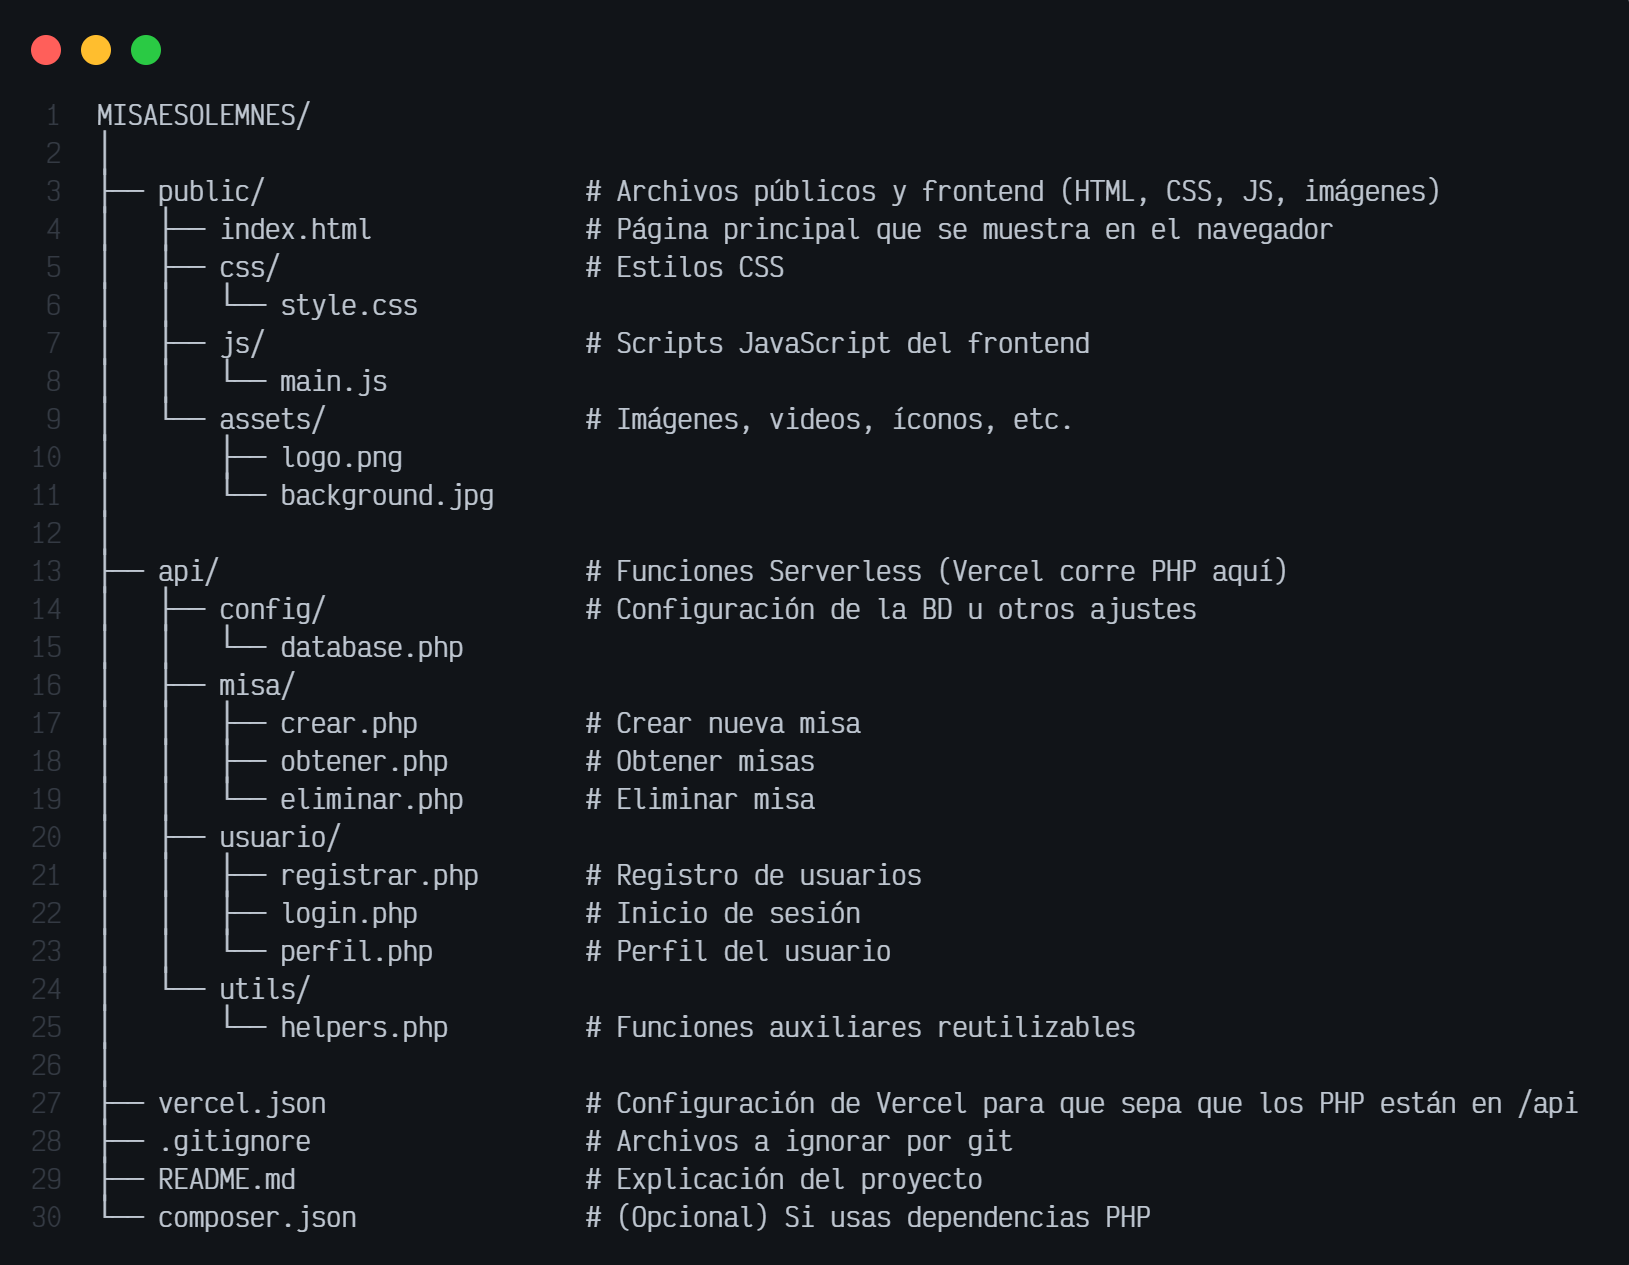 1 MISAESOLEMNES/
2 │
3 ├── public/ # Archivos públicos y frontend (HTML, CSS, JS, imágenes)
4 │ ├── index.html # Página principal que se muestra en el navegador
5 │ ├── css/ # Estilos CSS
6 │ │ └── style.css
7 │ ├── js/ # Scripts JavaScript del frontend
8 │ │ └── main.js
9 │ └── assets/ # Imágenes, videos, íconos, etc.
10 │ ├── logo.png
11 │ └── background.jpg
12 │
13 ├── api/ # Funciones Serverless (Vercel corre PHP aquí)
14 │ ├── config/ # Configuración de la BD u otros ajustes
15 │ │ └── database.php
16 │ ├── misa/
17 │ │ ├── crear.php # Crear nueva misa
18 │ │ ├── obtener.php # Obtener misas
19 │ │ └── eliminar.php # Eliminar misa
20 │ ├── usuario/
21 │ │ ├── registrar.php # Registro de usuarios
22 │ │ ├── login.php # Inicio de sesión
23 │ │ └── perfil.php # Perfil del usuario
24 │ └── utils/
25 │ └── helpers.php # Funciones auxiliares reutilizables
26 │
27 ├── vercel.json # Configuración de Vercel para que sepa que los PHP están en /api
28 ├── .gitignore # Archivos a ignorar por git
29 ├── README.md # Explicación del proyecto
30 └── composer.json # (Opcional) Si usas dependencias PHP